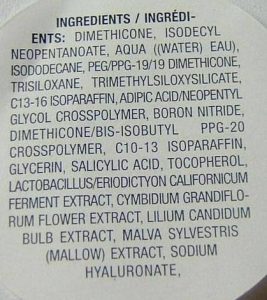 INGREDIENTS / INGRÉDI-
ENTS: DIMETHICONE, ISODECYL
NEOPENTANOATE, AQUA ((WATER) EAU),
ISODODECANE, PEG/PPG-19/19 DIMETHICONE,
TRISILOXANE, TRIMETHYLSILOXYSILICATE,
C13-16 ISOPARAFFIN, ADIPIC ACID/NEOPENTYL
GLYCOL CROSSPOLYMER, BORON NITRIDE,
DIMETHICONE/BIS-ISOBUTYL PPG-20
CROSSPOLYMER, C10-13 ISOPARAFFIN,
GLYCERIN, SALICYLIC ACID, TOCOPHEROL,
LACTOBACILLUS/ERIODICTYON CALIFORNICUM
FERMENT EXTRACT, CYMBIDIUM GRANDIFLO-
RUM FLOWER EXTRACT, LILIUM CANDIDUM
BULB EXTRACT, MALVA SYLVESTRIS
(MALLOW) EXTRACT, SODIUM
HYALURONATE,